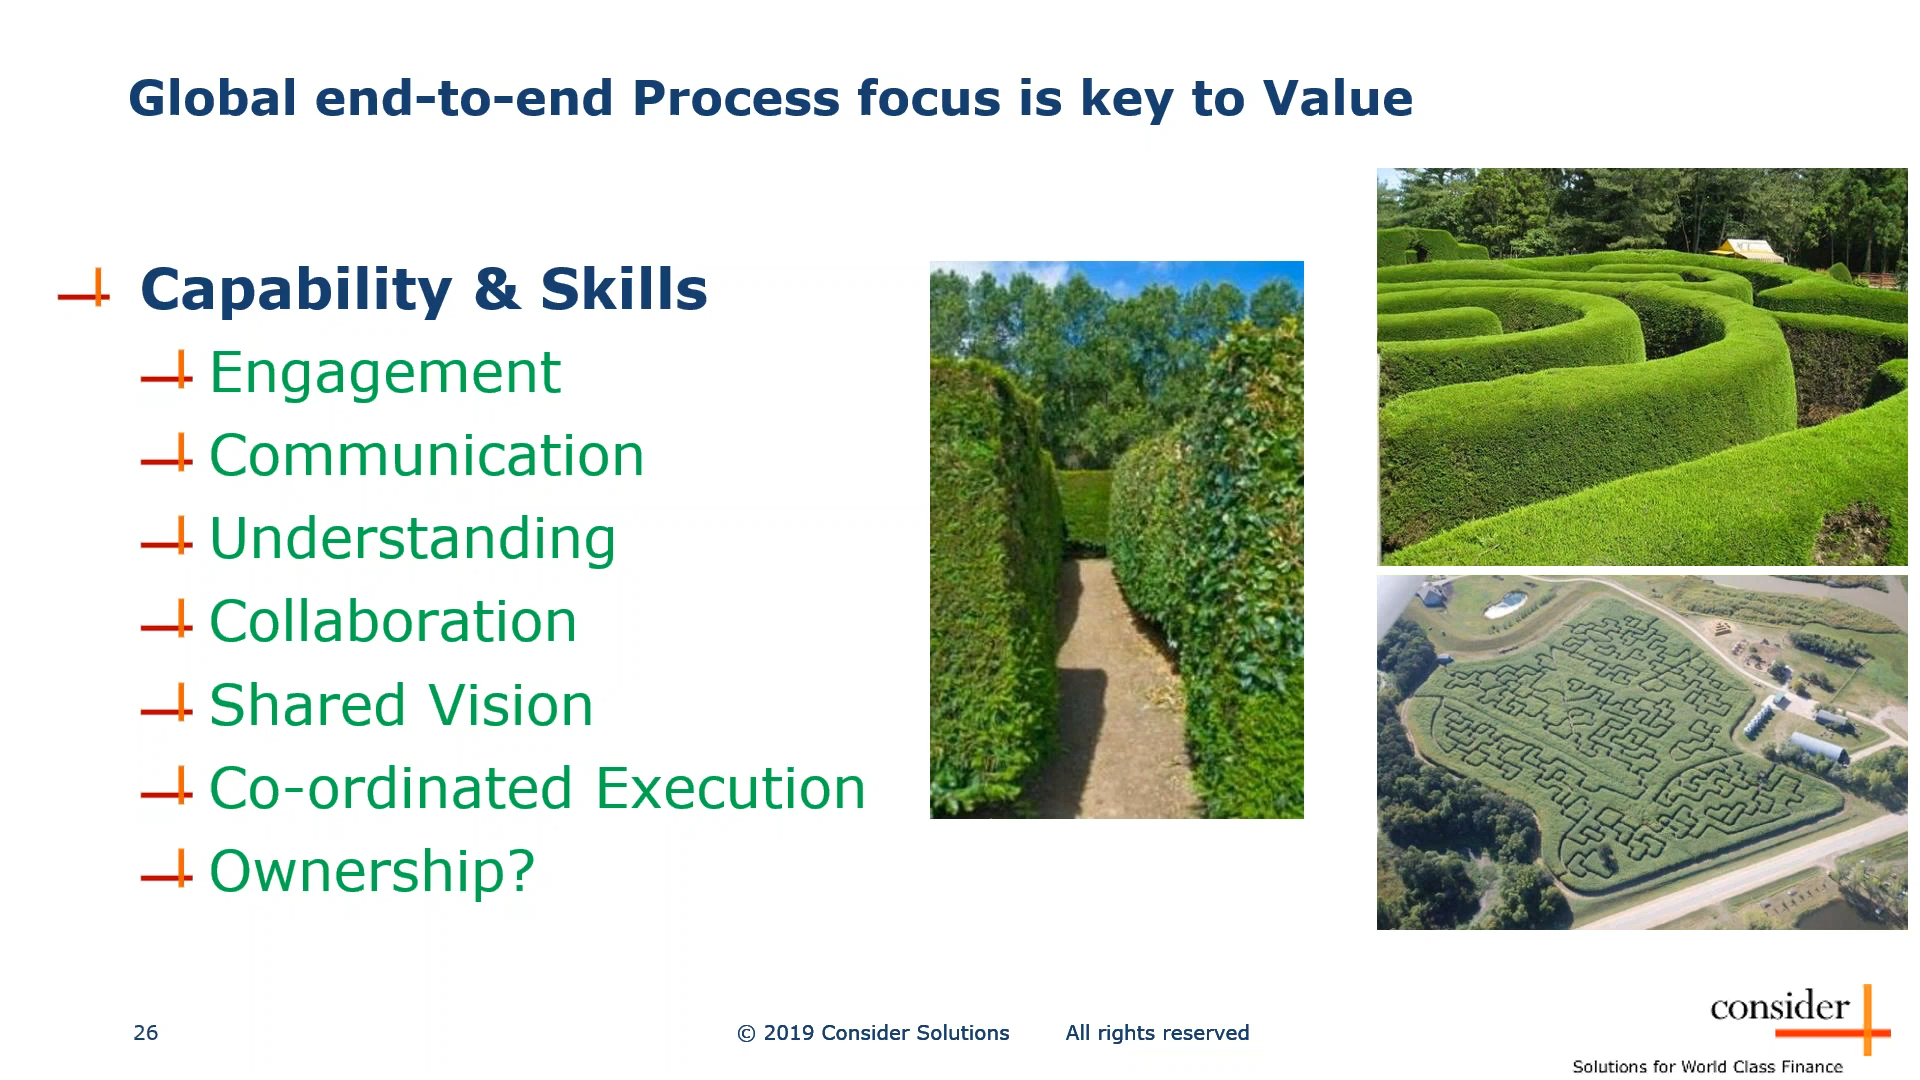 Global end-to-end Process focus is key to Value
Capability & Skills
Engagement
Communication
Understanding
Collaboration
Shared Vision
Co-ordinated Execution
Ownership?
26
© 2019 Consider Solutions All rights reserved
consider
Solutions for World Class Finance